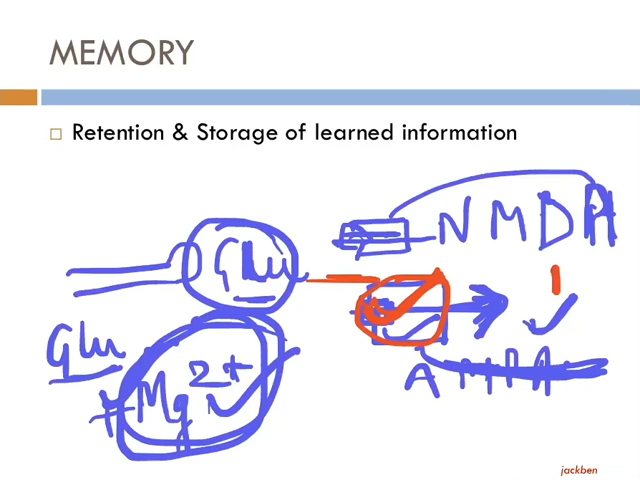 MEMORY
Retention & Storage of learned information
NMDA
Glu
Glu
+ Mg2+
AMPA
jackben